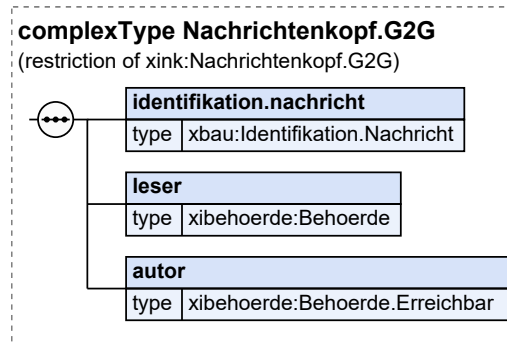 complexType Nachrichtenkopf.G2G
(restriction of xink:Nachrichtenkopf.G2G)
identifikation.nachricht
type xbau:Identifikation.Nachricht
leser
type xibehoerde:Behoerde
autor
type xibehoerde:Behoerde.Erreichbar